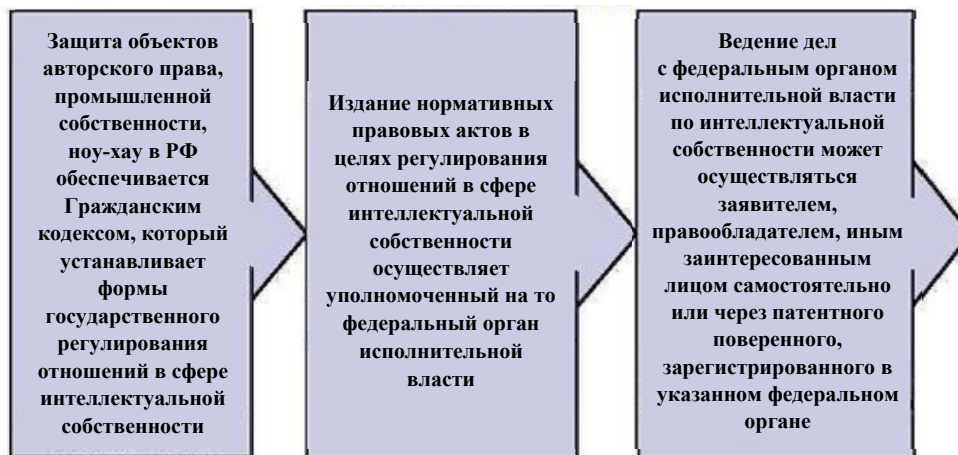 Защита объектов
авторского права,
промышленной
собственности,
ноу-хау в РФ
обеспечивается
Гражданским
кодексом, который
устанавливает
формы
государственного
регулирования
отношений в сфере
интеллектуальной
собственности
Издание нормативных
правовых актов в
целях регулирования
отношений в сфере
интеллектуальной
собственности
осуществляет
уполномоченный на то
федеральный орган
исполнительной
власти
Ведение дел
с федеральным органом
исполнительной власти
по интеллектуальной
собственности может
осуществляться
заявителем,
правообладателем, иным
заинтересованным
лицом самостоятельно
или через патентного
поверенного,
зарегистрированного в
указанном федеральном
органе